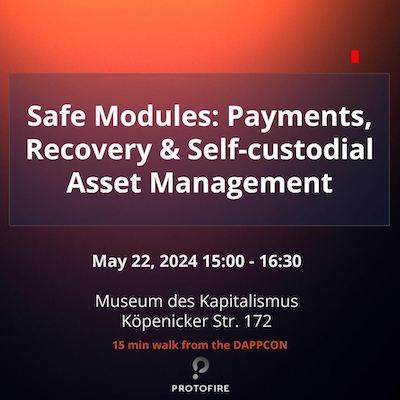 Safe Modules: Payments,
Recovery & Self-custodial
Asset Management
May 22, 2024 15:00 - 16:30
Museum des Kapitalismus
Köpenicker Str. 172
15 min walk from the DAPPCON
PROTOFIRE